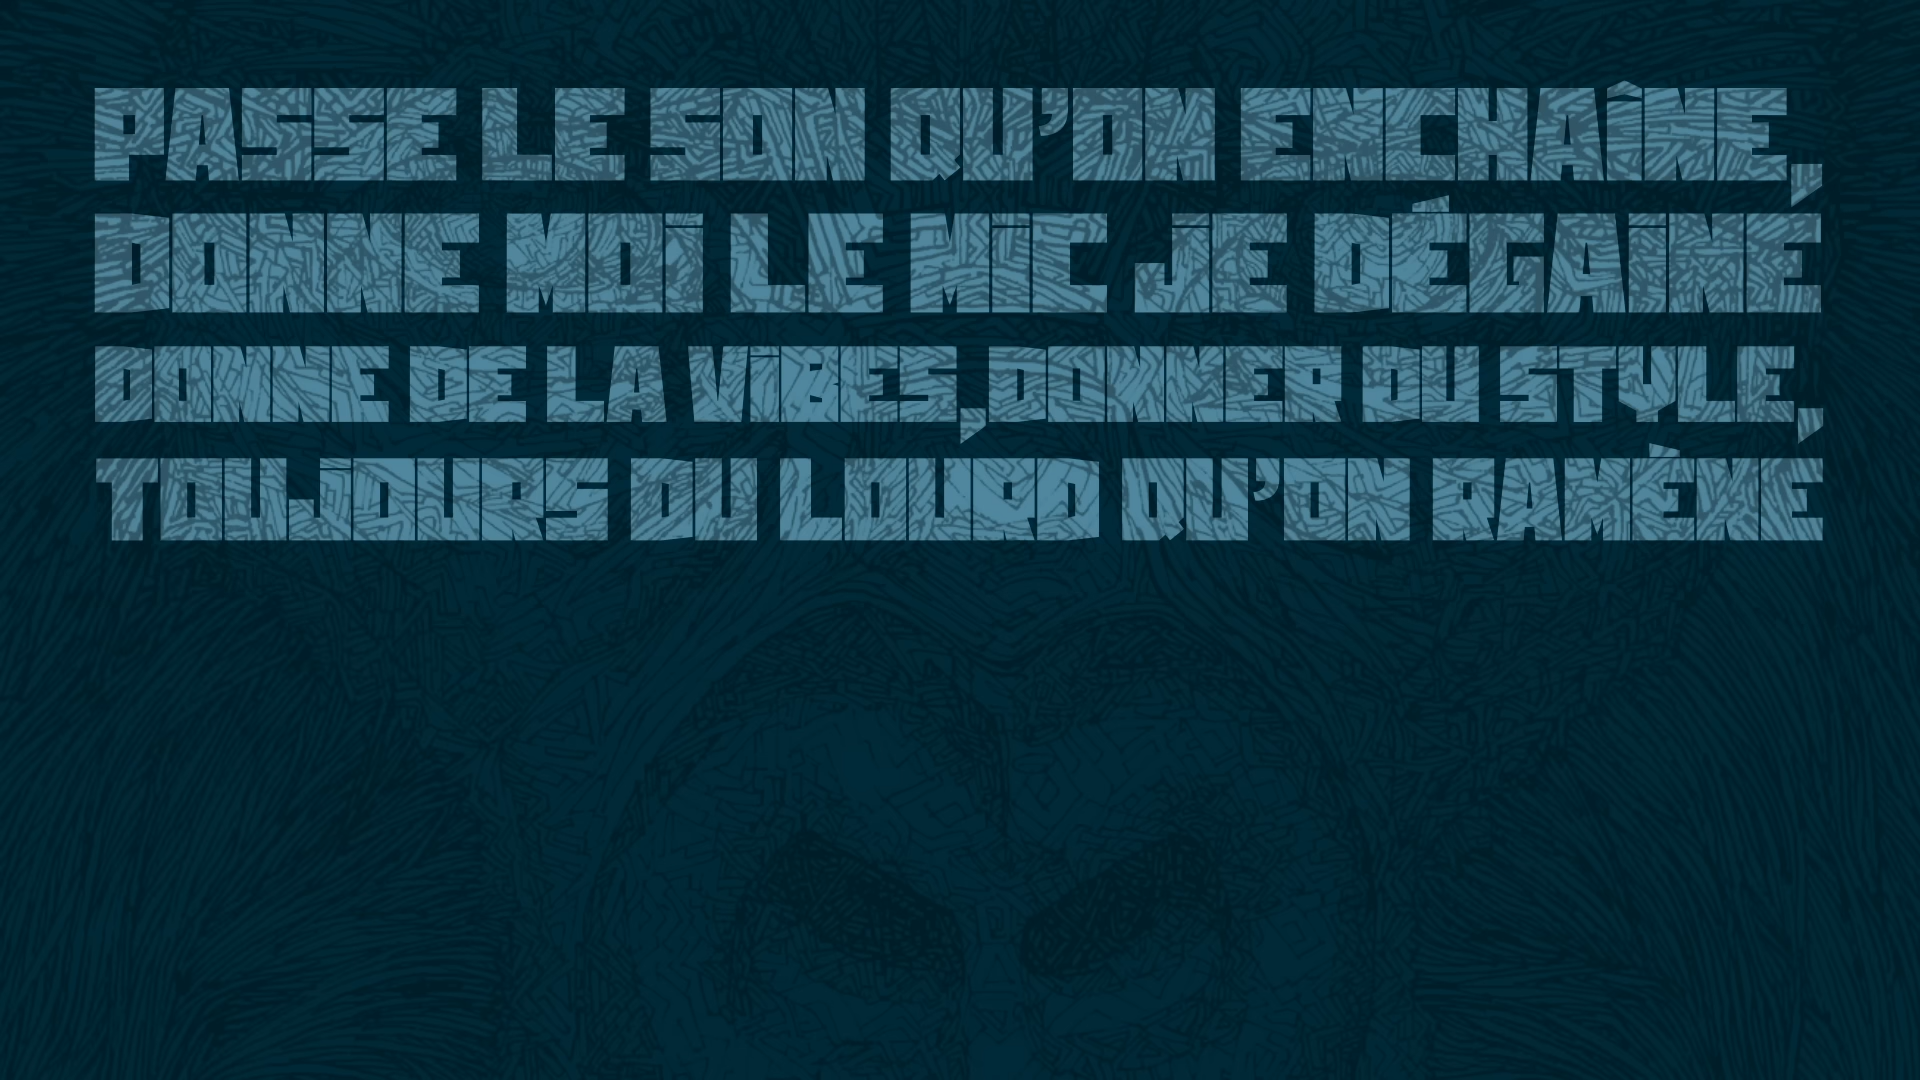 PASSE LE SON QU’ON ENCHAÎNE,
DONNE MOI LE MIC JE DÉGAINE
DONNE DE LA VIBES, DONNER DU STYLE,
TOUJOURS DU LOURD QU’ON RAMÈNE